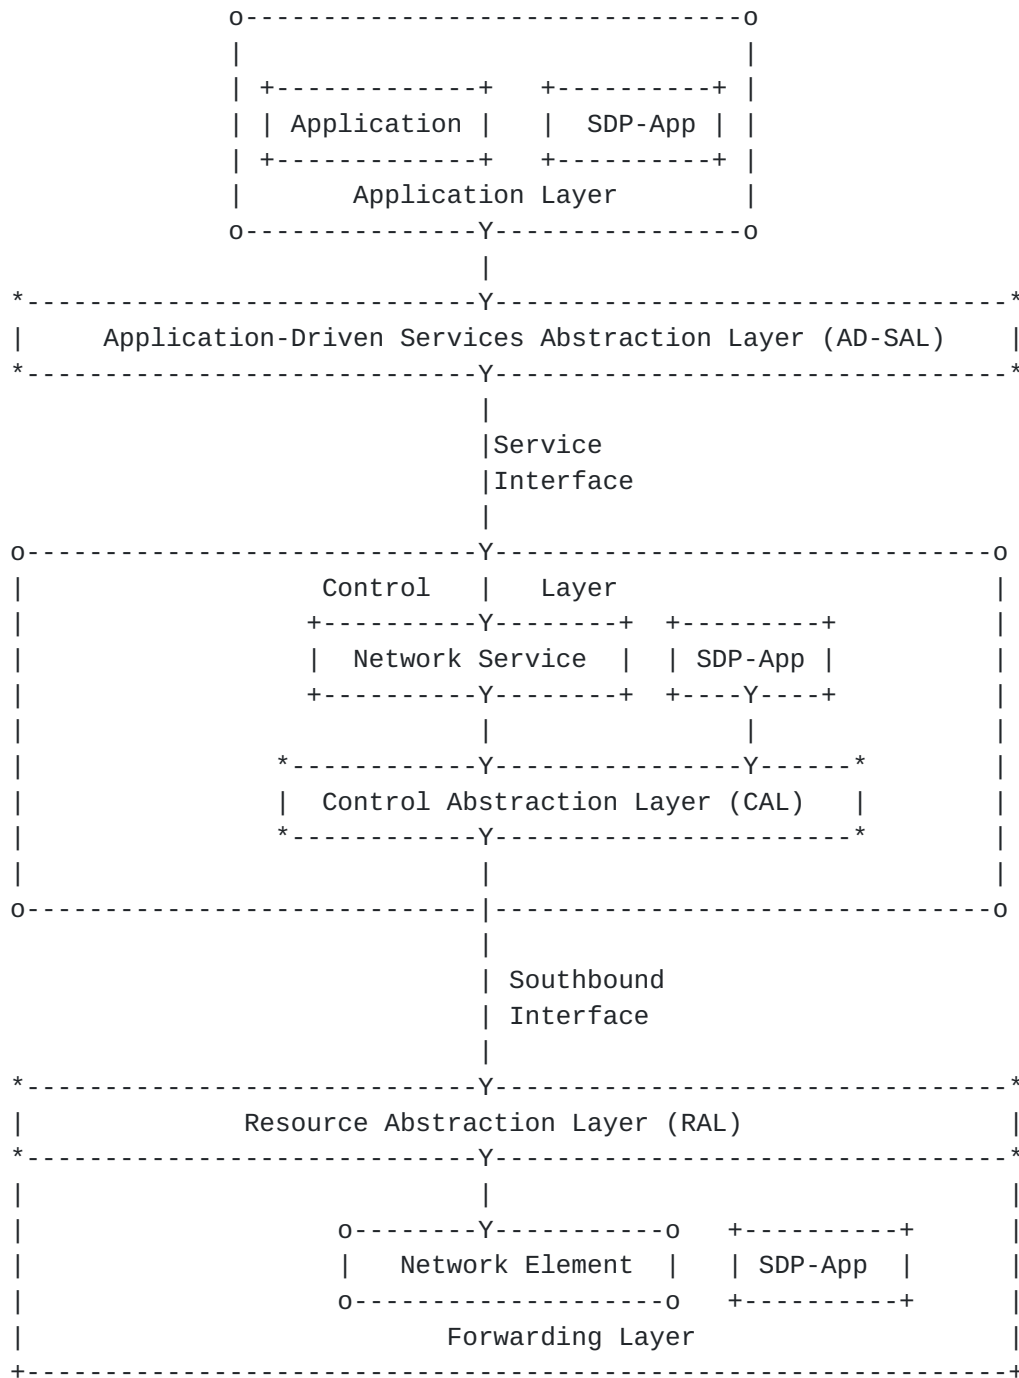 o--------------------------------o
|                                |
| +-------------+   +----------+ |
| | Application |   |  SDP-App | |
| +-------------+   +----------+ |
|       Application Layer        |
o---------------Y----------------o
|
*-----------------------------Y---------------------------------*
|     Application-Driven Services Abstraction Layer (AD-SAL)    |
*-----------------------------Y---------------------------------*
|
|Service
|Interface
|
o-----------------------------Y--------------------------------o
|                   Control   |   Layer                        |
|                  +----------Y--------+  +---------+          |
|                  |  Network Service  |  | SDP-App |          |
|                  +----------Y--------+  +----Y----+          |
|                             |                |               |
|                *------------Y----------------Y------*        |
|                |  Control Abstraction Layer (CAL)   |        |
|                *------------Y-----------------------*        |
|                             |                                |
o-----------------------------|--------------------------------o
|
| Southbound
| Interface
|
*-----------------------------Y---------------------------------*
|              Resource Abstraction Layer (RAL)                 |
*-----------------------------Y---------------------------------*
|                             |                                 |
|                    o--------Y-----------o   +----------+      |
|                    |   Network Element  |   | SDP-App  |      |
|                    o--------------------o   +----------+      |
|                           Forwarding Layer                    |
+---------------------------------------------------------------+